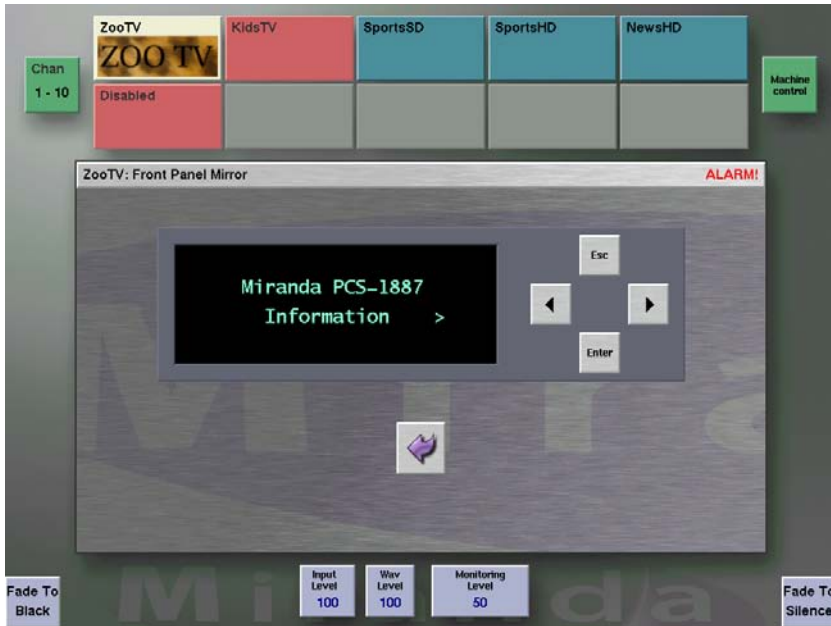 Chan
1 - 10
ZooTV
ZOO TV
KidsTV
SportsSD
SportsHD
NewsHD
Disabled
Machine
control
ZooTV: Front Panel Mirror
ALARM!
Miranda PCS-1887
Information >
Esc
Enter
Mira
Miranda
Input
Level
100
Wav
Level
100
Monitoring
Level
50
Fade To
Black
Fade To
Silence